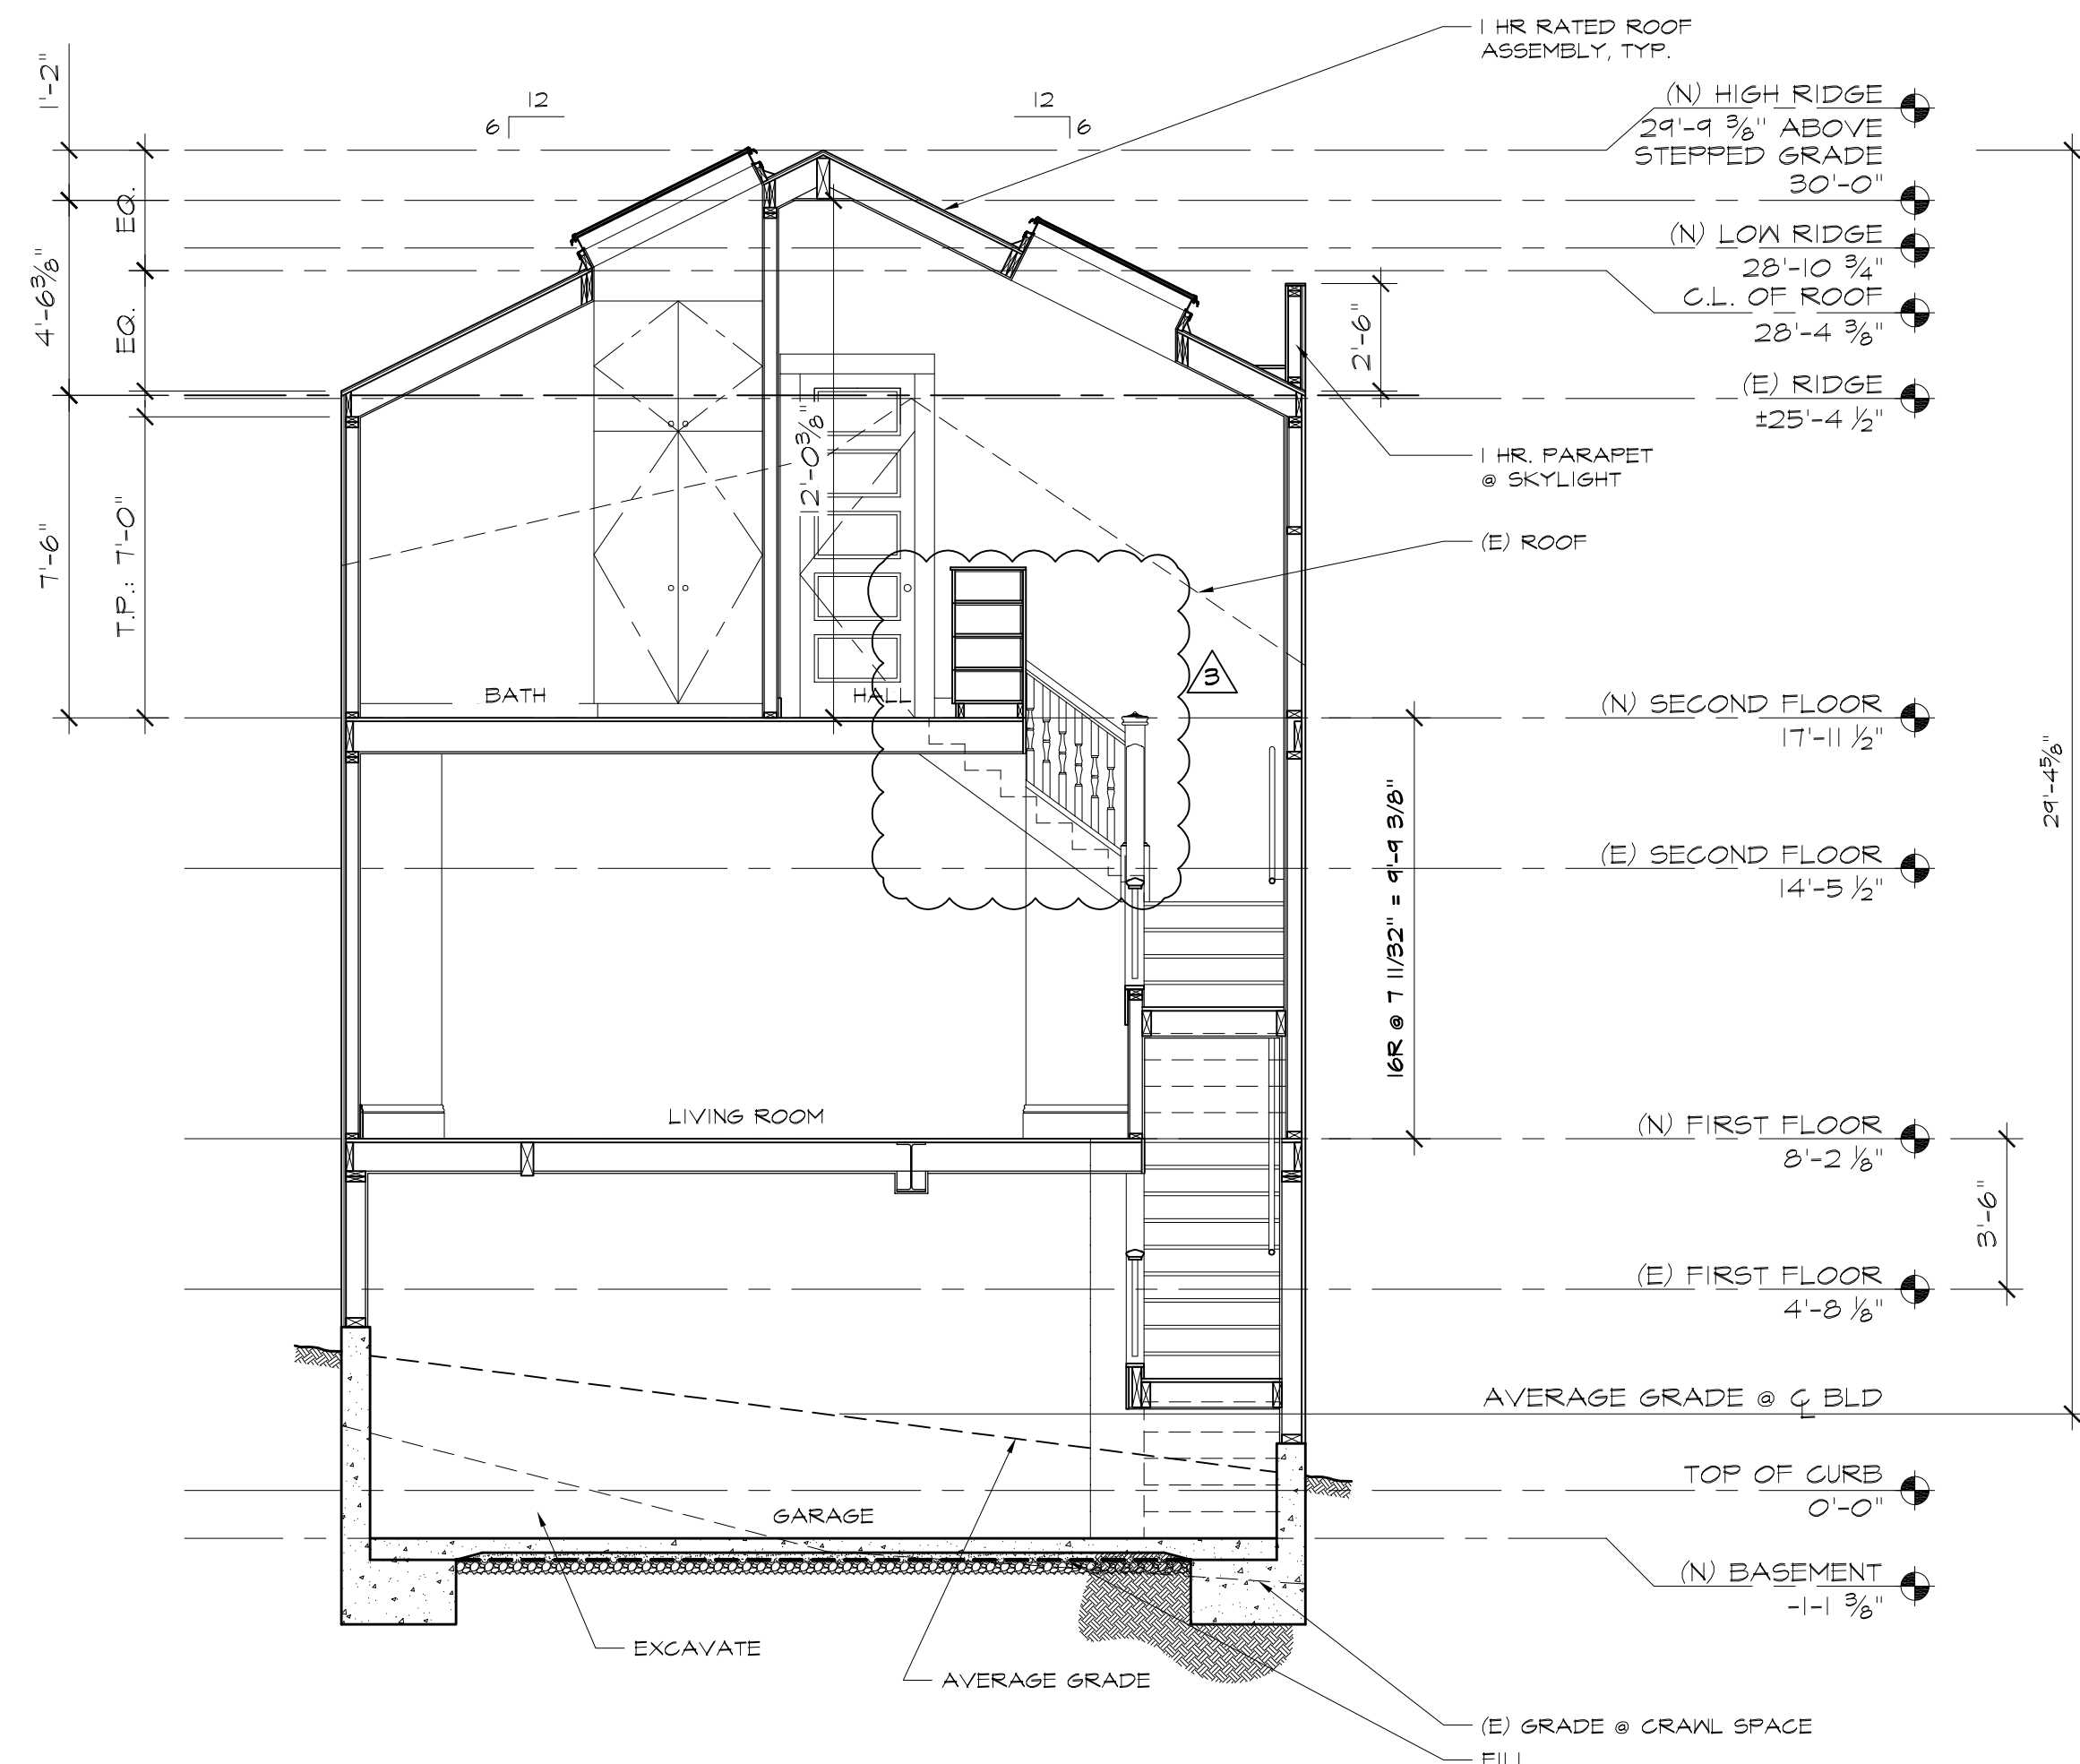 1 HR RATED ROOF
ASSEMBLY, TYP.
(N) HIGH RIDGE
29'-9 3/8" ABOVE
STEPPED GRADE
30'-0"
(N) LOW RIDGE
28'-10 3/4"
C.L. OF ROOF
28'-4 3/8"
(E) RIDGE
±25'-4 1/2"
1 HR. PARAPET
@ SKYLIGHT
(E) ROOF
(N) SECOND FLOOR
17'-11 1/2"
(E) SECOND FLOOR
14'-5 1/2"
(N) FIRST FLOOR
8'-2 1/8"
(E) FIRST FLOOR
4'-8 1/8"
AVERAGE GRADE @ ℄ BLD
TOP OF CURB
0'-0"
(N) BASEMENT
-1-1 3/8"
(E) GRADE @ CRAWL SPACE
FILL
1'-2"
4'-6 3/8"
7'-6"
EQ.
EQ.
T.P.: 7'-0"
12
6
12
6
2'-6"
12'-0 3/8"
BATH
HALL
3
16R @ 7 11/32" = 9'-9 3/8"
29'-4 5/8"
3'-6"
LIVING ROOM
GARAGE
EXCAVATE
AVERAGE GRADE